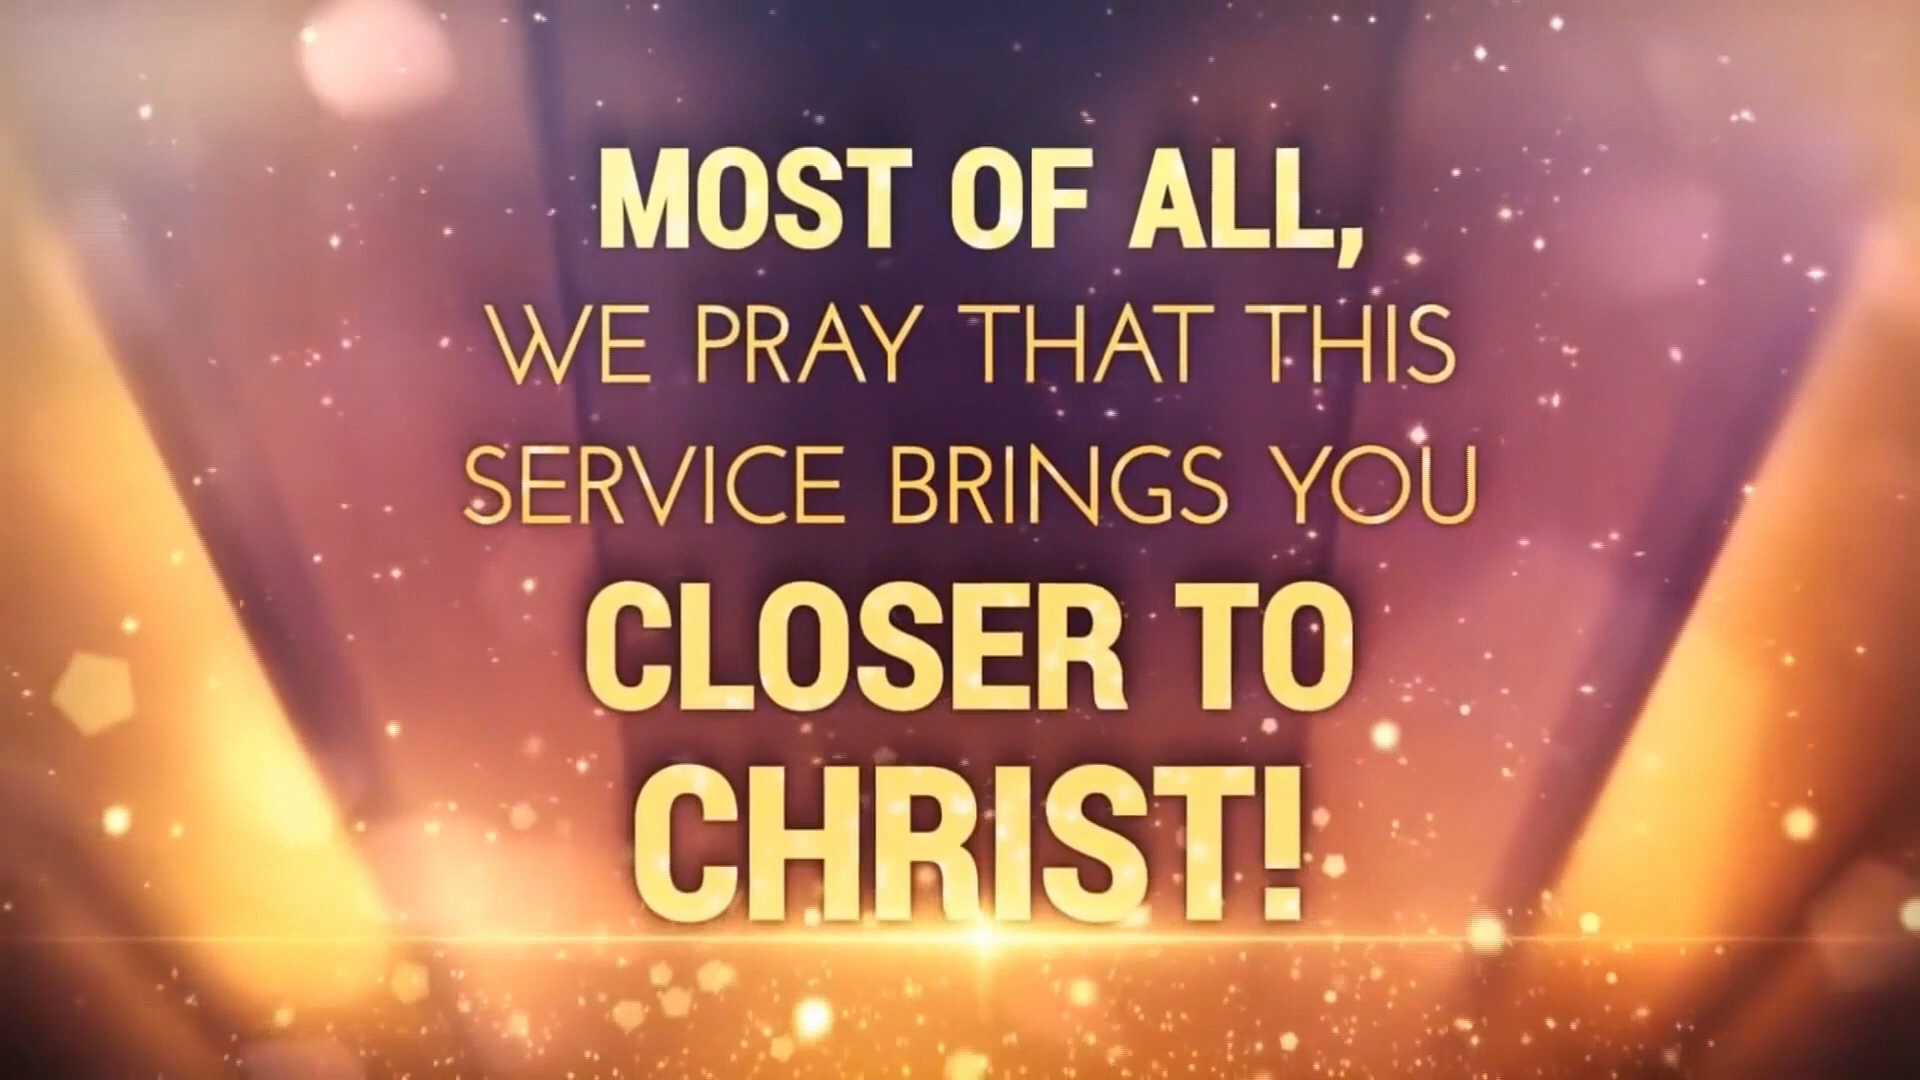 MOST OF ALL,
WE PRAY THAT THIS
SERVICE BRINGS YOU
CLOSER TO
CHRIST!